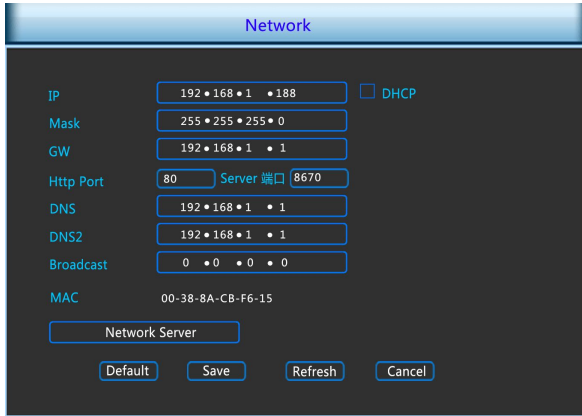 Network
IP 192•168•1 •188 DHCP
Mask 255•255•255•0
GW 192•168•1 • 1
Http Port 80 Server 端口 8670
DNS 192•168•1 • 1
DNS2 192•168•1 • 1
Broadcast 0 •0 •0 •0
MAC 00-38-8A-CB-F6-15
Network Server
Default Save Refresh Cancel